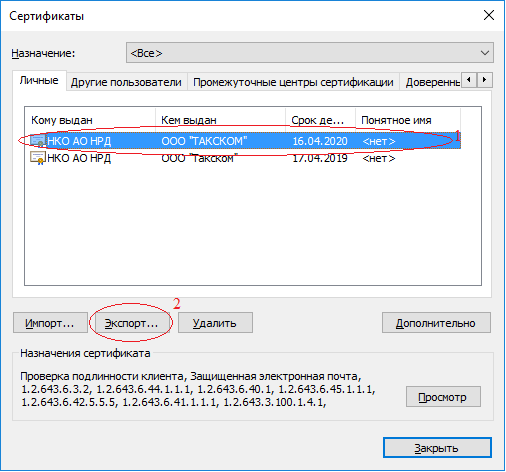 Сертификаты
Назначение: <Все>
Личные Другие пользователи Промежуточные центры сертификации Доверенны
Кому выдан Кем выдан Срок де... Понятное имя
НКО АО НРД ООО "ТАКСКОМ" 16.04.2020 <нет> 1
НКО АО НРД ООО "Такском" 17.04.2019 <нет>
2
Импорт... Экспорт... Удалить Дополнительно
Назначения сертификата
Проверка подлинности клиента, Защищенная электронная почта,
1.2.643.6.3.2, 1.2.643.6.44.1.1.1, 1.2.643.6.40.1, 1.2.643.6.45.1.1.1,
1.2.643.6.42.5.5.5, 1.2.643.6.41.1.1.1, 1.2.643.3.100.1.4.1,
Просмотр
Закрыть